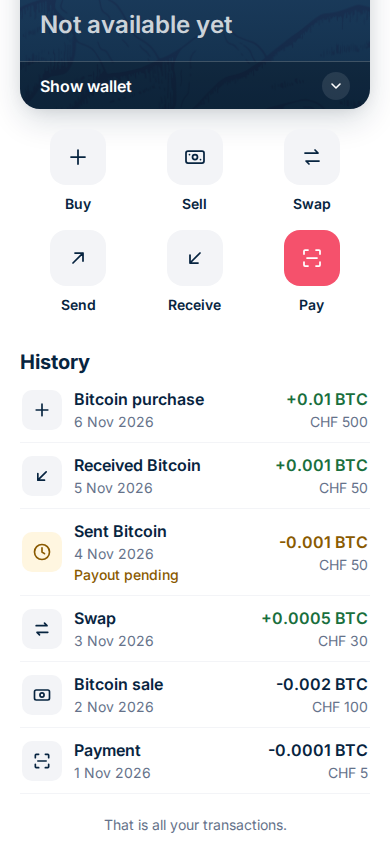 Not available yet
Show wallet
Buy
Sell
Swap
Send
Receive
Pay
History
Bitcoin purchase
+0.01 BTC
6 Nov 2026
CHF 500
Received Bitcoin
+0.001 BTC
5 Nov 2026
CHF 50
Sent Bitcoin
-0.001 BTC
4 Nov 2026
CHF 50
Payout pending
Swap
+0.0005 BTC
3 Nov 2026
CHF 30
Bitcoin sale
-0.002 BTC
2 Nov 2026
CHF 100
Payment
-0.0001 BTC
1 Nov 2026
CHF 5
That is all your transactions.